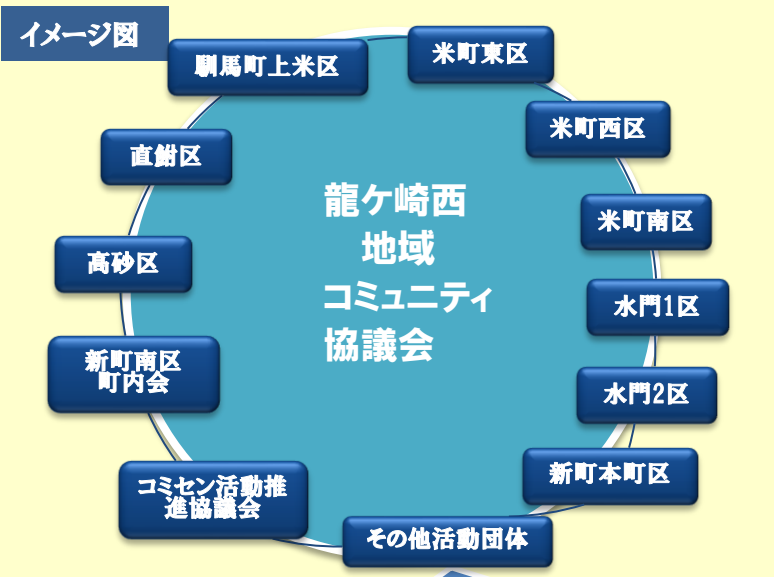 イメージ図
馴馬町上米区
米町東区
米町西区
直鮒区
米町南区
龍ケ崎西
地域
コミュニティ
協議会
高砂区
水門1区
新町南区
町内会
水門2区
新町本町区
コミセン活動推
進協議会
その他活動団体